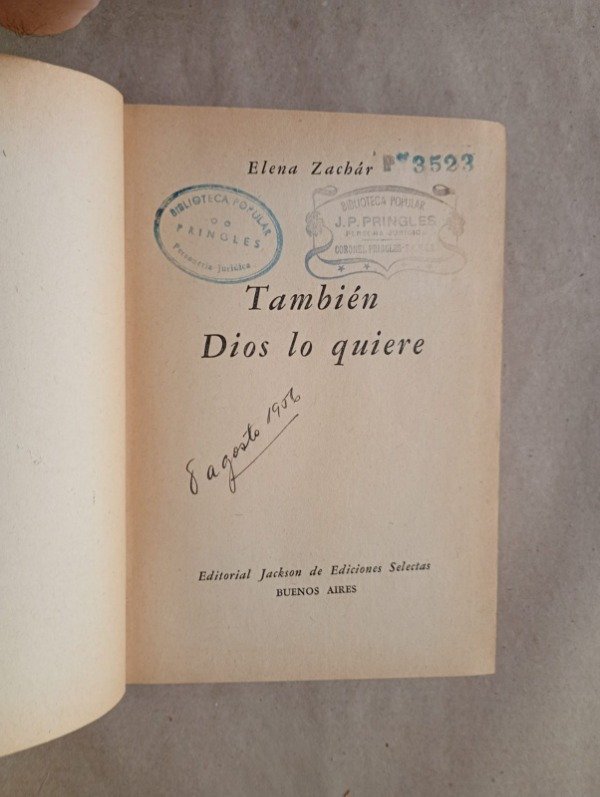 Elena Zachár
Pᵐ 3523
BIBLIOTECA POPULAR
PRINGLES
Personería Jurídica
BIBLIOTECA POPULAR
J. P. PRINGLES
PERSONA JURIDICA
CORONEL PRINGLES
También
Dios lo quiere
8 agosto 1956
Editorial Jackson de Ediciones Selectas
BUENOS AIRES